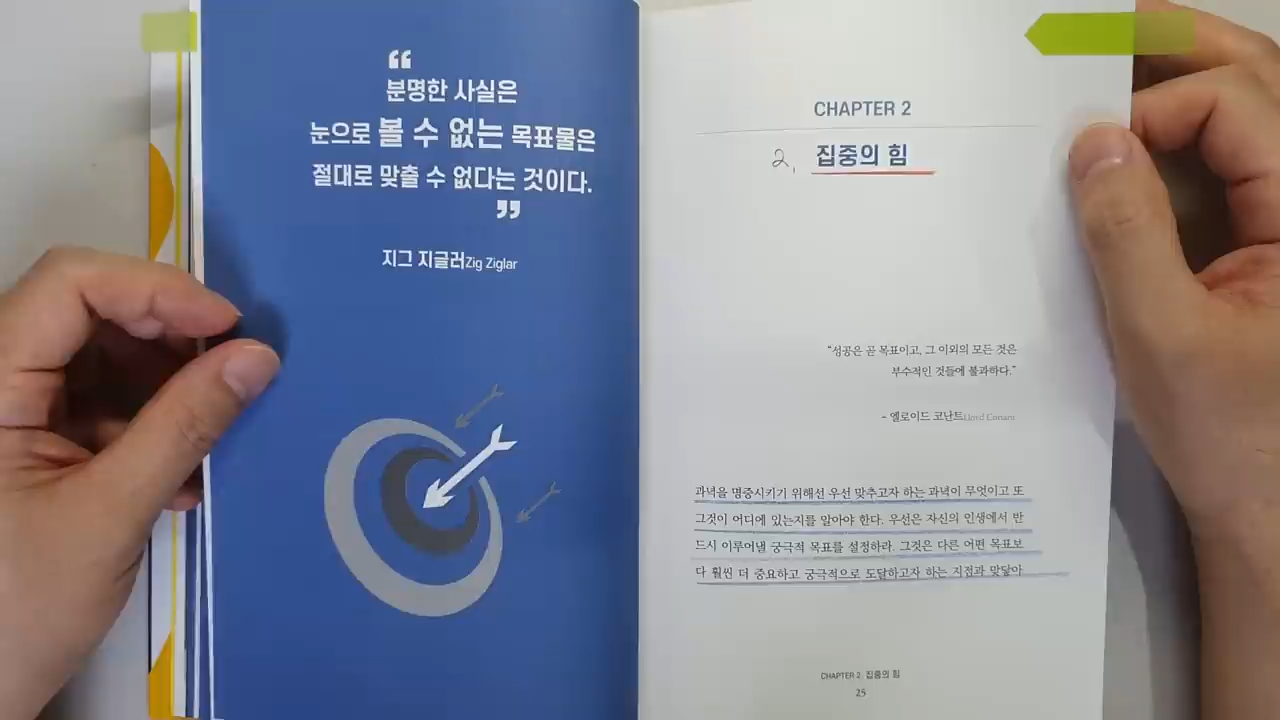 “
분명한 사실은
눈으로 볼 수 없는 목표물은
절대로 맞출 수 없다는 것이다.
”
지그 지글러Zig Ziglar
CHAPTER 2
2. 집중의 힘
“성공은 곧 목표이고, 그 이외의 모든 것은
부수적인 것들에 불과하다.”
- 엘로이드 코난트Lloyd Conant
과녁을 명중시키기 위해선 우선 맞추고자 하는 과녁이 무엇이고 또
그것이 어디에 있는지를 알아야 한다. 우선은 자신의 인생에서 반
드시 이루어낼 궁극적 목표를 설정하라. 그것은 다른 어떤 목표보
다 훨씬 더 중요하고 궁극적으로 도달하고자 하는 지점과 맞닿아
CHAPTER 2 집중의 힘
25